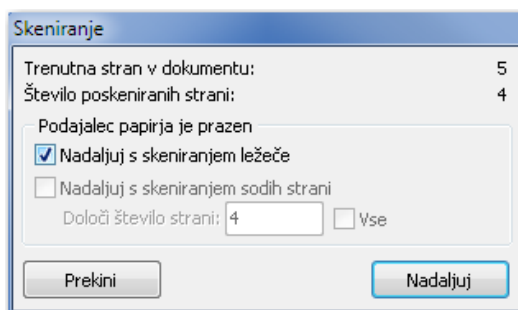 Skeniranje
Trenutna stran v dokumentu: 5
Število poskeniranih strani: 4
Podajalec papirja je prazen
Nadaljuj s skeniranjem ležeče
Nadaljuj s skeniranjem sodih strani
Določi število strani: 4 Vse
Prekini Nadaljuj